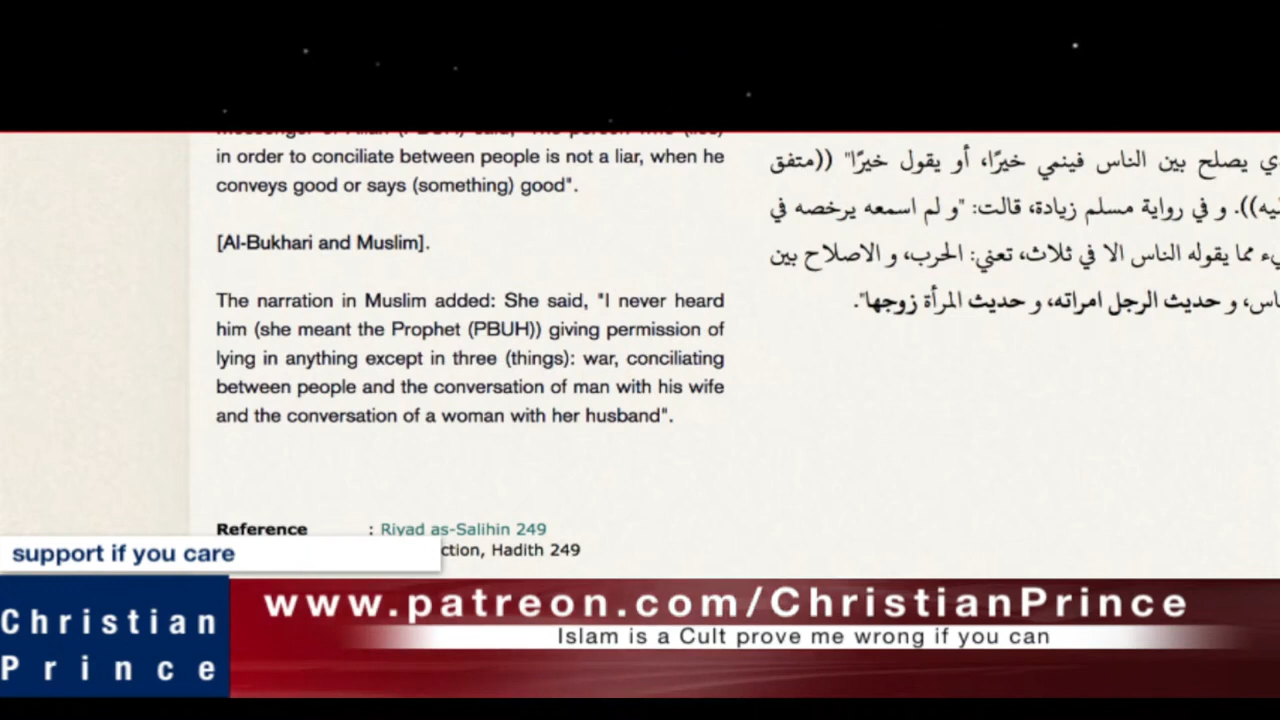 in order to conciliate between people is not a liar, when he
conveys good or says (something) good".
[Al-Bukhari and Muslim].
The narration in Muslim added: She said, "I never heard
him (she meant the Prophet (PBUH)) giving permission of
lying in anything except in three (things): war, conciliating
between people and the conversation of man with his wife
and the conversation of a woman with her husband".
يصلح بين الناس فينمي خيرًا، أو يقول خيرًا" ((متفق
و في رواية مسلم زيادة، قالت: "و لم اسمعه يرخصه في
مما يقوله الناس الا في ثلاث، تعني: الحرب، و الاصلاح بين
و حديث الرجل امراته، و حديث المرأة زوجها".
Reference : Riyad as-Salihin 249
Hadith 249
support if you care
Christian
Prince
www.patreon.com/ChristianPrince
Islam is a Cult prove me wrong if you can